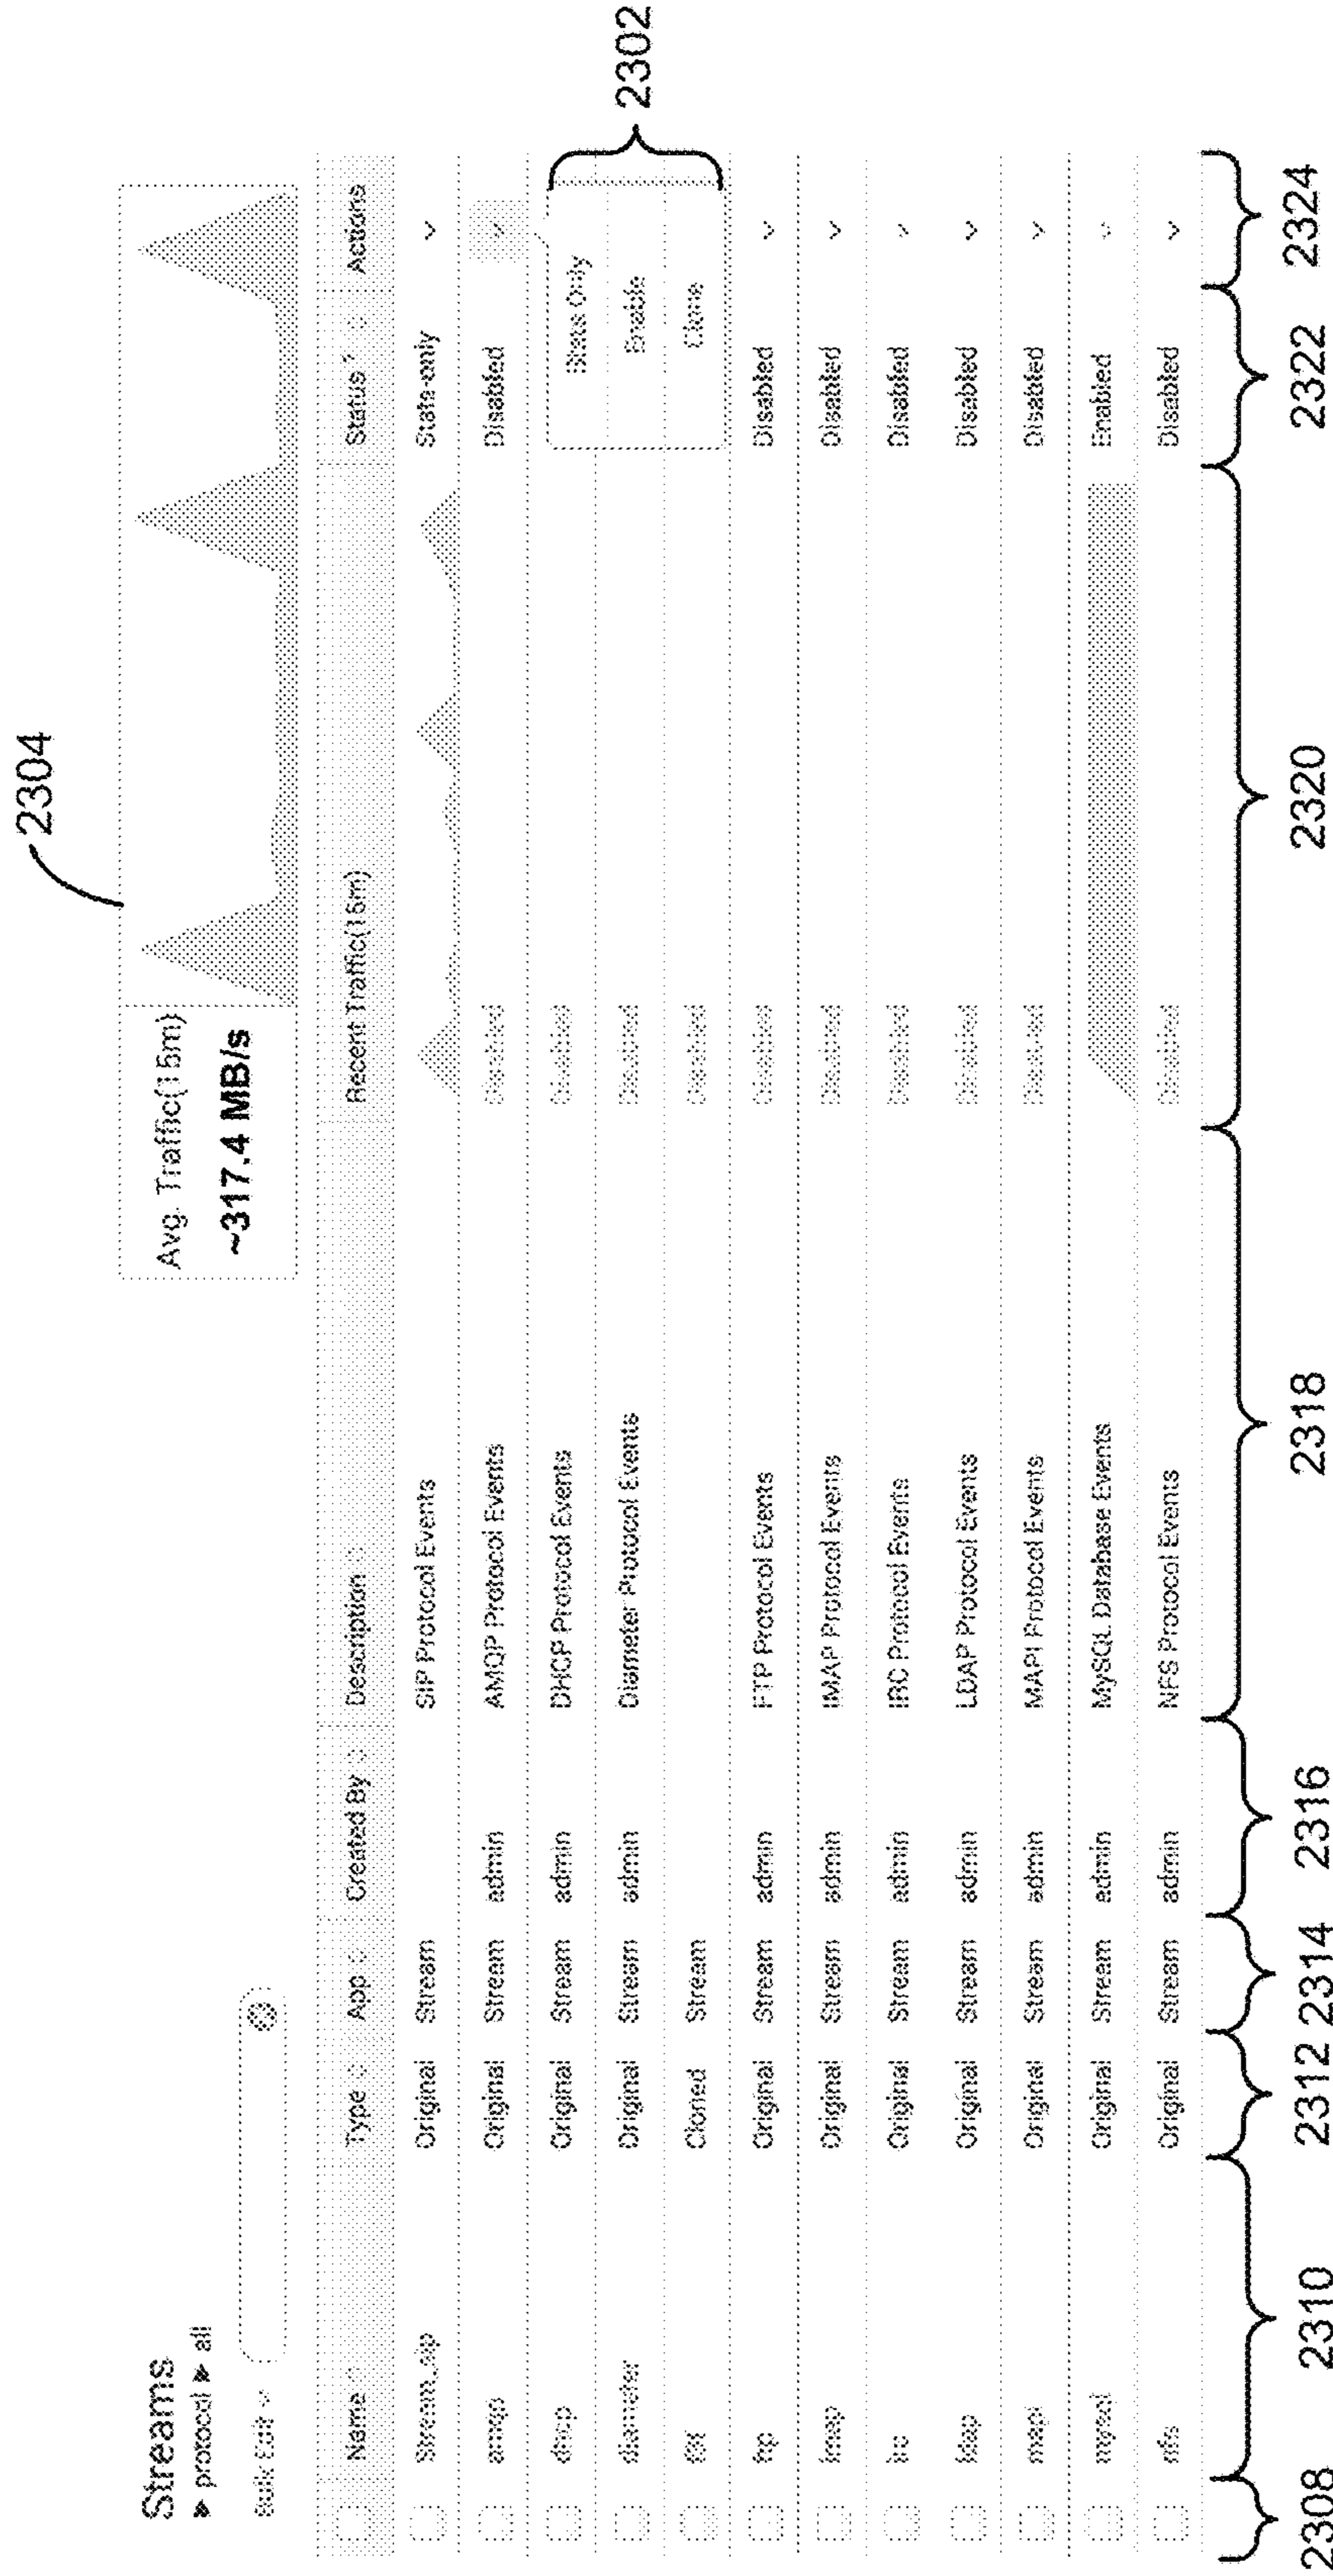 2304
2302
Streams
protocol all
Bulk Edit
Avg. Traffic(15m)
~317.4 MB/s
Name Type App Created By Description Recent Traffic(15m) Status Actions
Stream_sip Original Stream SIP Protocol Events Stats-only
amqp Original Stream admin AMQP Protocol Events Disabled Disabled
dhcp Original Stream admin DHCP Protocol Events Disabled
diameter Original Stream admin Diameter Protocol Events Disabled
Cloned Stream Disabled
ftp Original Stream admin FTP Protocol Events Disabled Disabled
imap Original Stream admin IMAP Protocol Events Disabled Disabled
irc Original Stream admin IRC Protocol Events Disabled Disabled
ldap Original Stream admin LDAP Protocol Events Disabled Disabled
mapi Original Stream admin MAPI Protocol Events Disabled Disabled
mysql Original Stream admin MySQL Database Events Enabled
nfs Original Stream admin NFS Protocol Events Disabled Disabled
Stats Only
Enable
Clone
2308 2310 2312 2314 2316 2318 2320 2322 2324